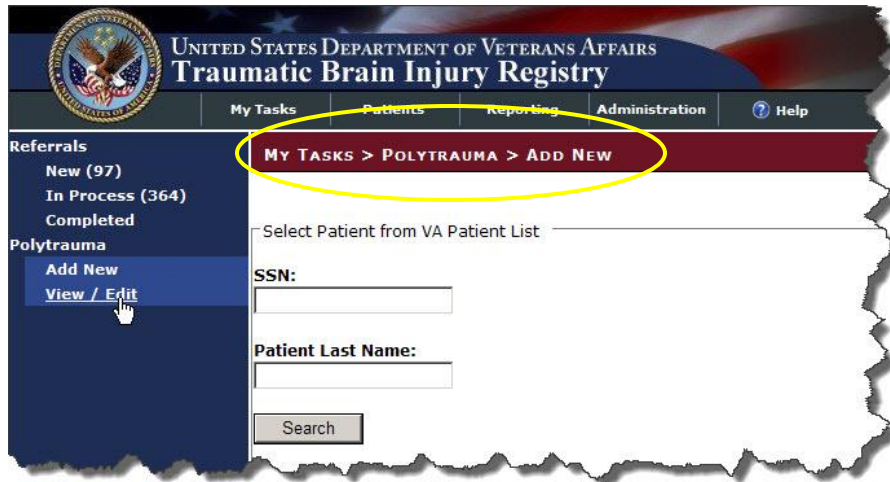 UNITED STATES DEPARTMENT OF VETERANS AFFAIRS
Traumatic Brain Injury Registry
My Tasks Patients Reporting Administration ? Help
Referrals
New (97)
In Process (364)
Completed
Polytrauma
Add New
View / Edit
MY TASKS > POLYTRAUMA > ADD NEW
Select Patient from VA Patient List
SSN:
Patient Last Name:
Search